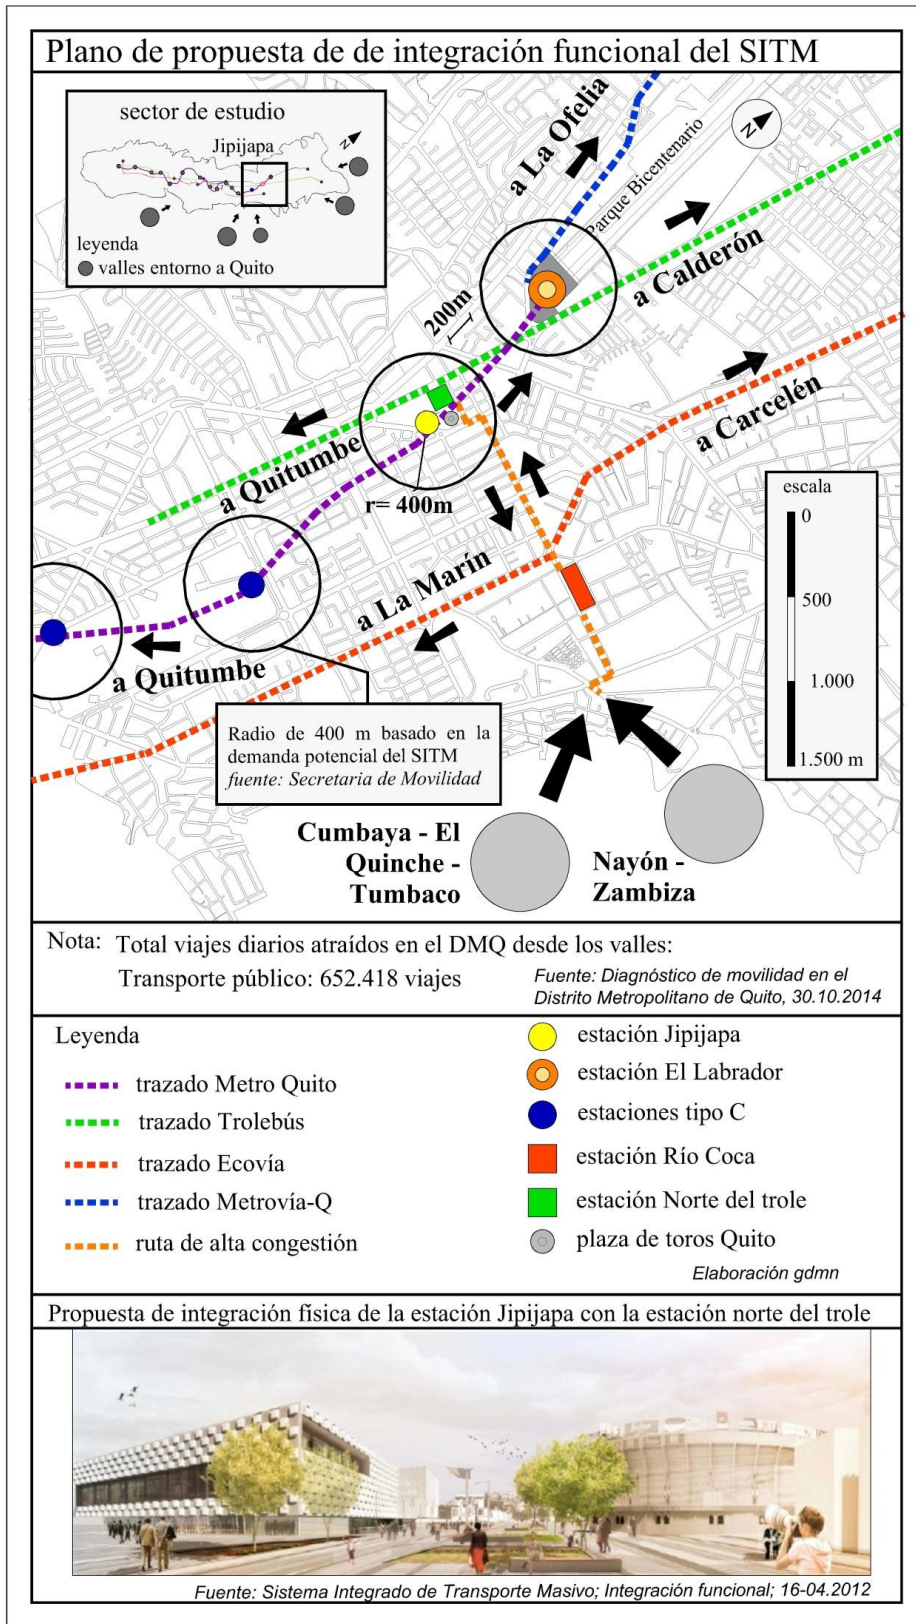 Plano de propuesta de de integración funcional del SITM
sector de estudio
Jipijapa
N
leyenda
valles entorno a Quito
a La Ofelia
Parque Bicentenario
N
a Calderón
200m
a Carcelén
a Quitumbe
r= 400m
a La Marín
a Quitumbe
escala
0
500
1.000
1.500 m
Radio de 400 m basado en la
demanda potencial del SITM
fuente: Secretaria de Movilidad
Cumbaya - El
Quinche -
Tumbaco
Nayón -
Zambiza
Nota: Total viajes diarios atraídos en el DMQ desde los valles:
Transporte público: 652.418 viajes
Fuente: Diagnóstico de movilidad en el
Distrito Metropolitano de Quito, 30.10.2014
Leyenda
trazado Metro Quito
trazado Trolebús
trazado Ecovía
trazado Metrovía-Q
ruta de alta congestión
estación Jipijapa
estación El Labrador
estaciones tipo C
estación Río Coca
estación Norte del trole
plaza de toros Quito
Elaboración gdmn
Propuesta de integración física de la estación Jipijapa con la estación norte del trole
Fuente: Sistema Integrado de Transporte Masivo; Integración funcional; 16-04.2012